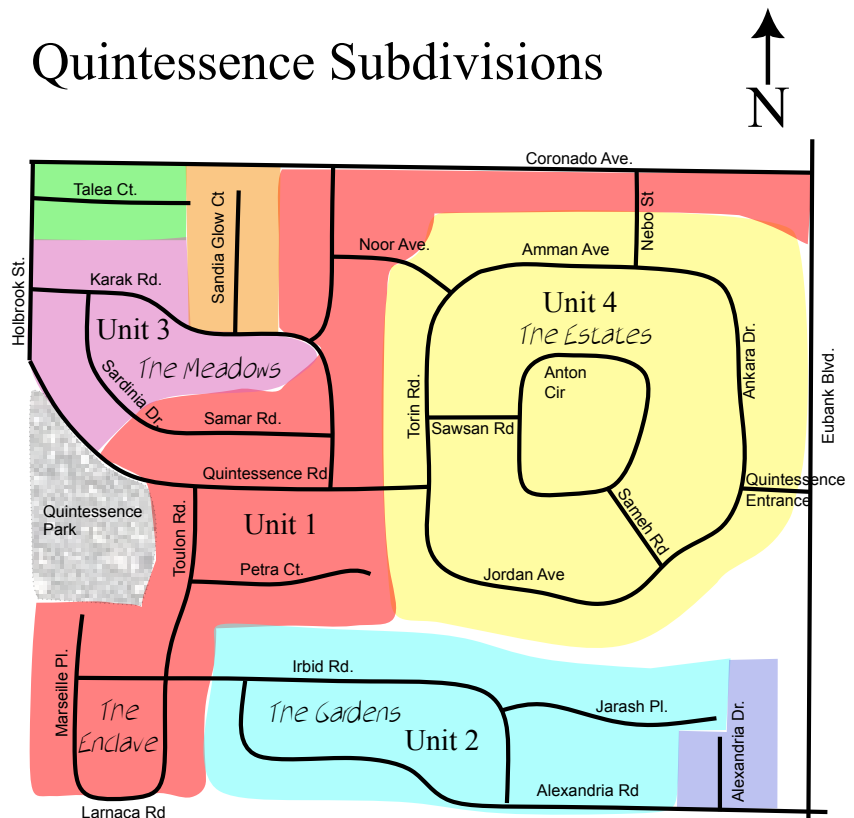 Quintessence Subdivisions
N
Coronado Ave.
Talea Ct.
Sandia Glow Ct
Nebo St
Noor Ave.
Amman Ave
Holbrook St.
Karak Rd.
Unit 3
The Meadows
Unit 4
The Estates
Anton
Cir
Ankara Dr.
Eubank Blvd.
Sardinia Dr.
Samar Rd.
Torin Rd.
Sawsan Rd
Quintessence Rd
Quintessence
Entrance
Quintessence
Park
Toulon Rd.
Unit 1
Sameh Rd
Petra Ct.
Jordan Ave
Marseille Pl.
Irbid Rd.
The
Enclave
The Gardens
Unit 2
Jarash Pl.
Alexandria Dr.
Alexandria Rd
Larnaca Rd